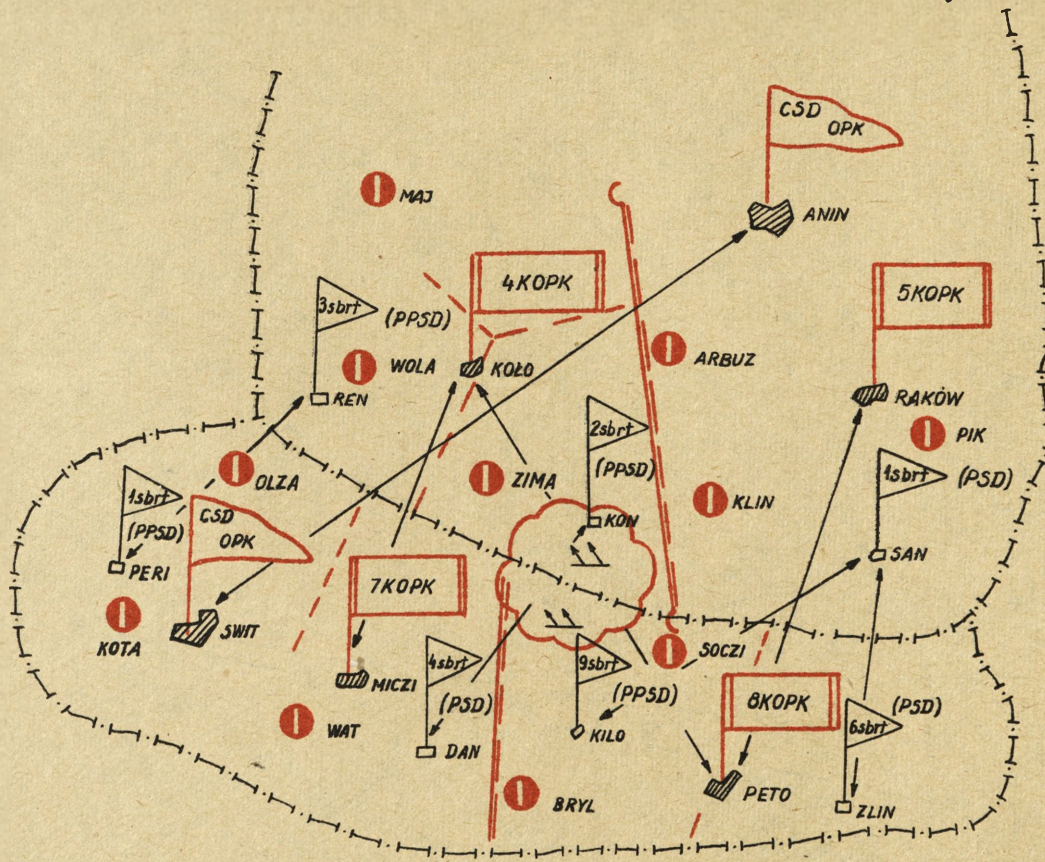 CSD
OPK
ANIN
MAJ
4KOPK
5KOPK
3sbrt
(PPSD)
WOLA
KOŁO
ARBUZ
REN
RAKÓW
2sbrt
PIK
(PPSD)
1sbrt
(PSD)
OLZA
ZIMA
1sbrt
KLIN
CSD
OPK
(PPSD)
KON
SAN
PERI
7KOPK
SWIT
KOTA
SOCZI
4sbrt
9sbrt
MICZI
(PSD)
(PPSD)
8KOPK
(PSD)
6sbrt
WAT
KILO
DAN
PETO
BRYL
ZLIN